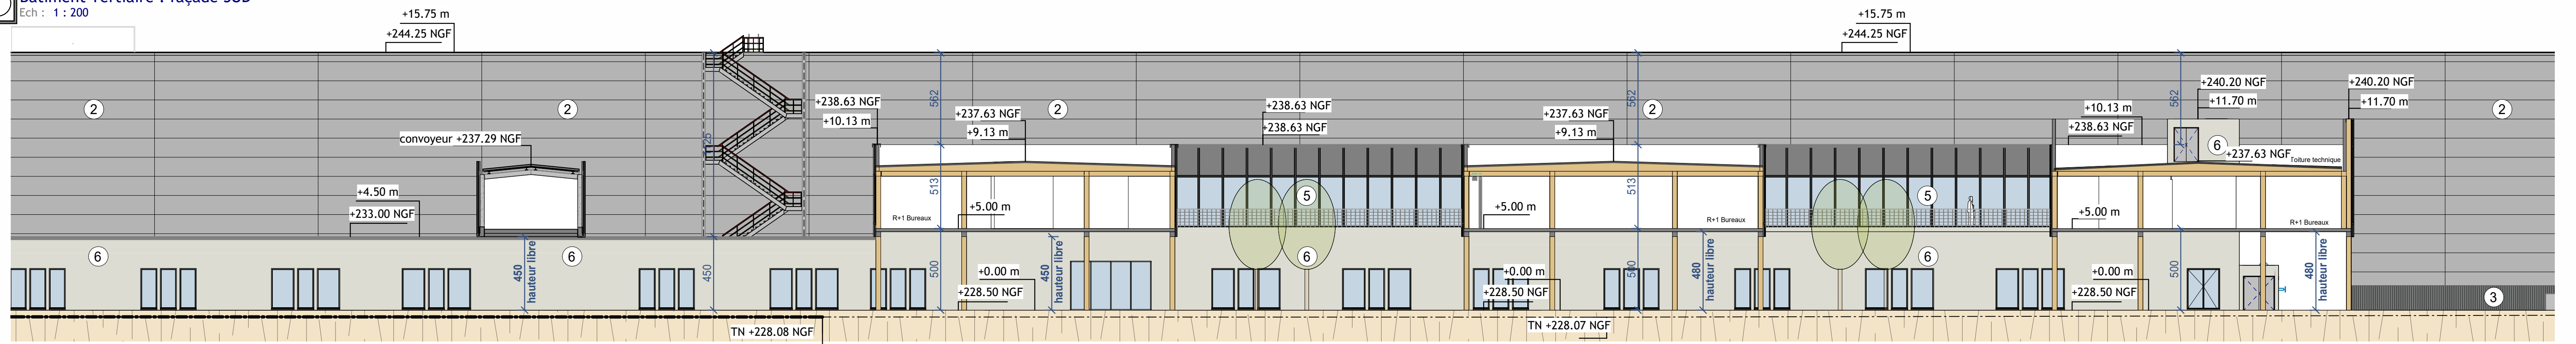 Bâtiment Tertiaire : façade SUD
Ech : 1 : 200
+15.75 m
+244.25 NGF
+15.75 m
+244.25 NGF
2
2
convoyeur +237.29 NGF
+4.50 m
+233.00 NGF
6
6
450
hauteur libre
450
+238.63 NGF
+10.13 m
562
513
500
+237.63 NGF
+9.13 m
2
R+1 Bureaux
+5.00 m
450
hauteur libre
+0.00 m
+228.50 NGF
+238.63 NGF
+238.63 NGF
5
6
+237.63 NGF
+9.13 m
562
513
500
2
+5.00 m
R+1 Bureaux
480
hauteur libre
+0.00 m
+228.50 NGF
5
6
+10.13 m
+238.63 NGF
562
500
+240.20 NGF
+11.70 m
6
+237.63 NGF
Toiture technique
+240.20 NGF
+11.70 m
2
+5.00 m
R+1 Bureaux
480
hauteur libre
+0.00 m
+228.50 NGF
3
TN +228.08 NGF
TN +228.07 NGF